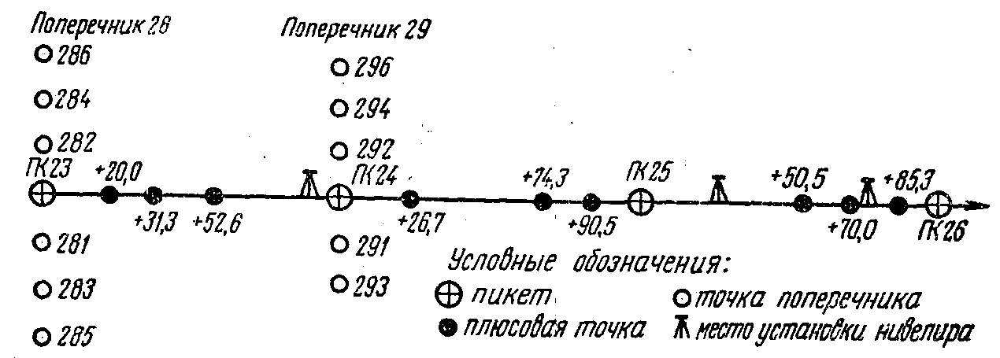 Поперечник 28
Поперечник 29
286
296
284
294
282
292
ПК23
+20,0
ПК24
+74,3
ПК25
+50,5
+85,3
+31,3
+52,6
+26,7
+90,5
+70,0
ПК26
281
291
283
293
285
Условные обозначения:
пикет
точка поперечника
плюсовая точка
место установки нивелира